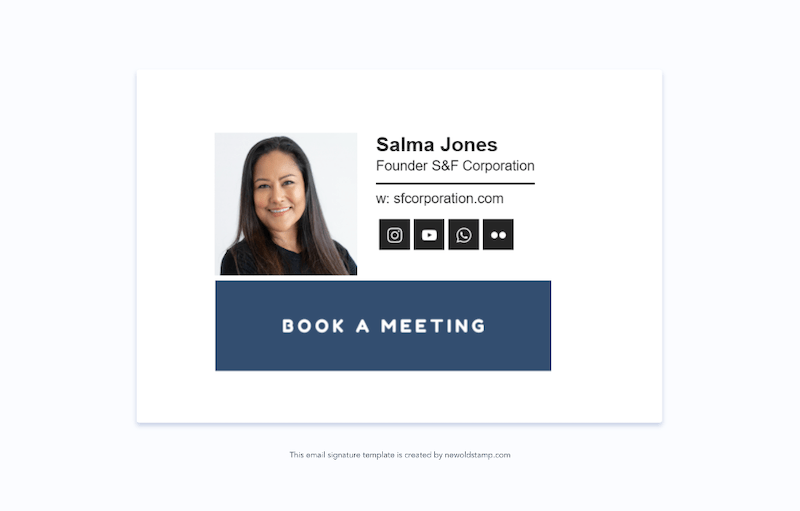 Salma Jones
Founder S&F Corporation
w: sfcorporation.com
BOOK A MEETING
This email signature template is created by newoldstamp.com